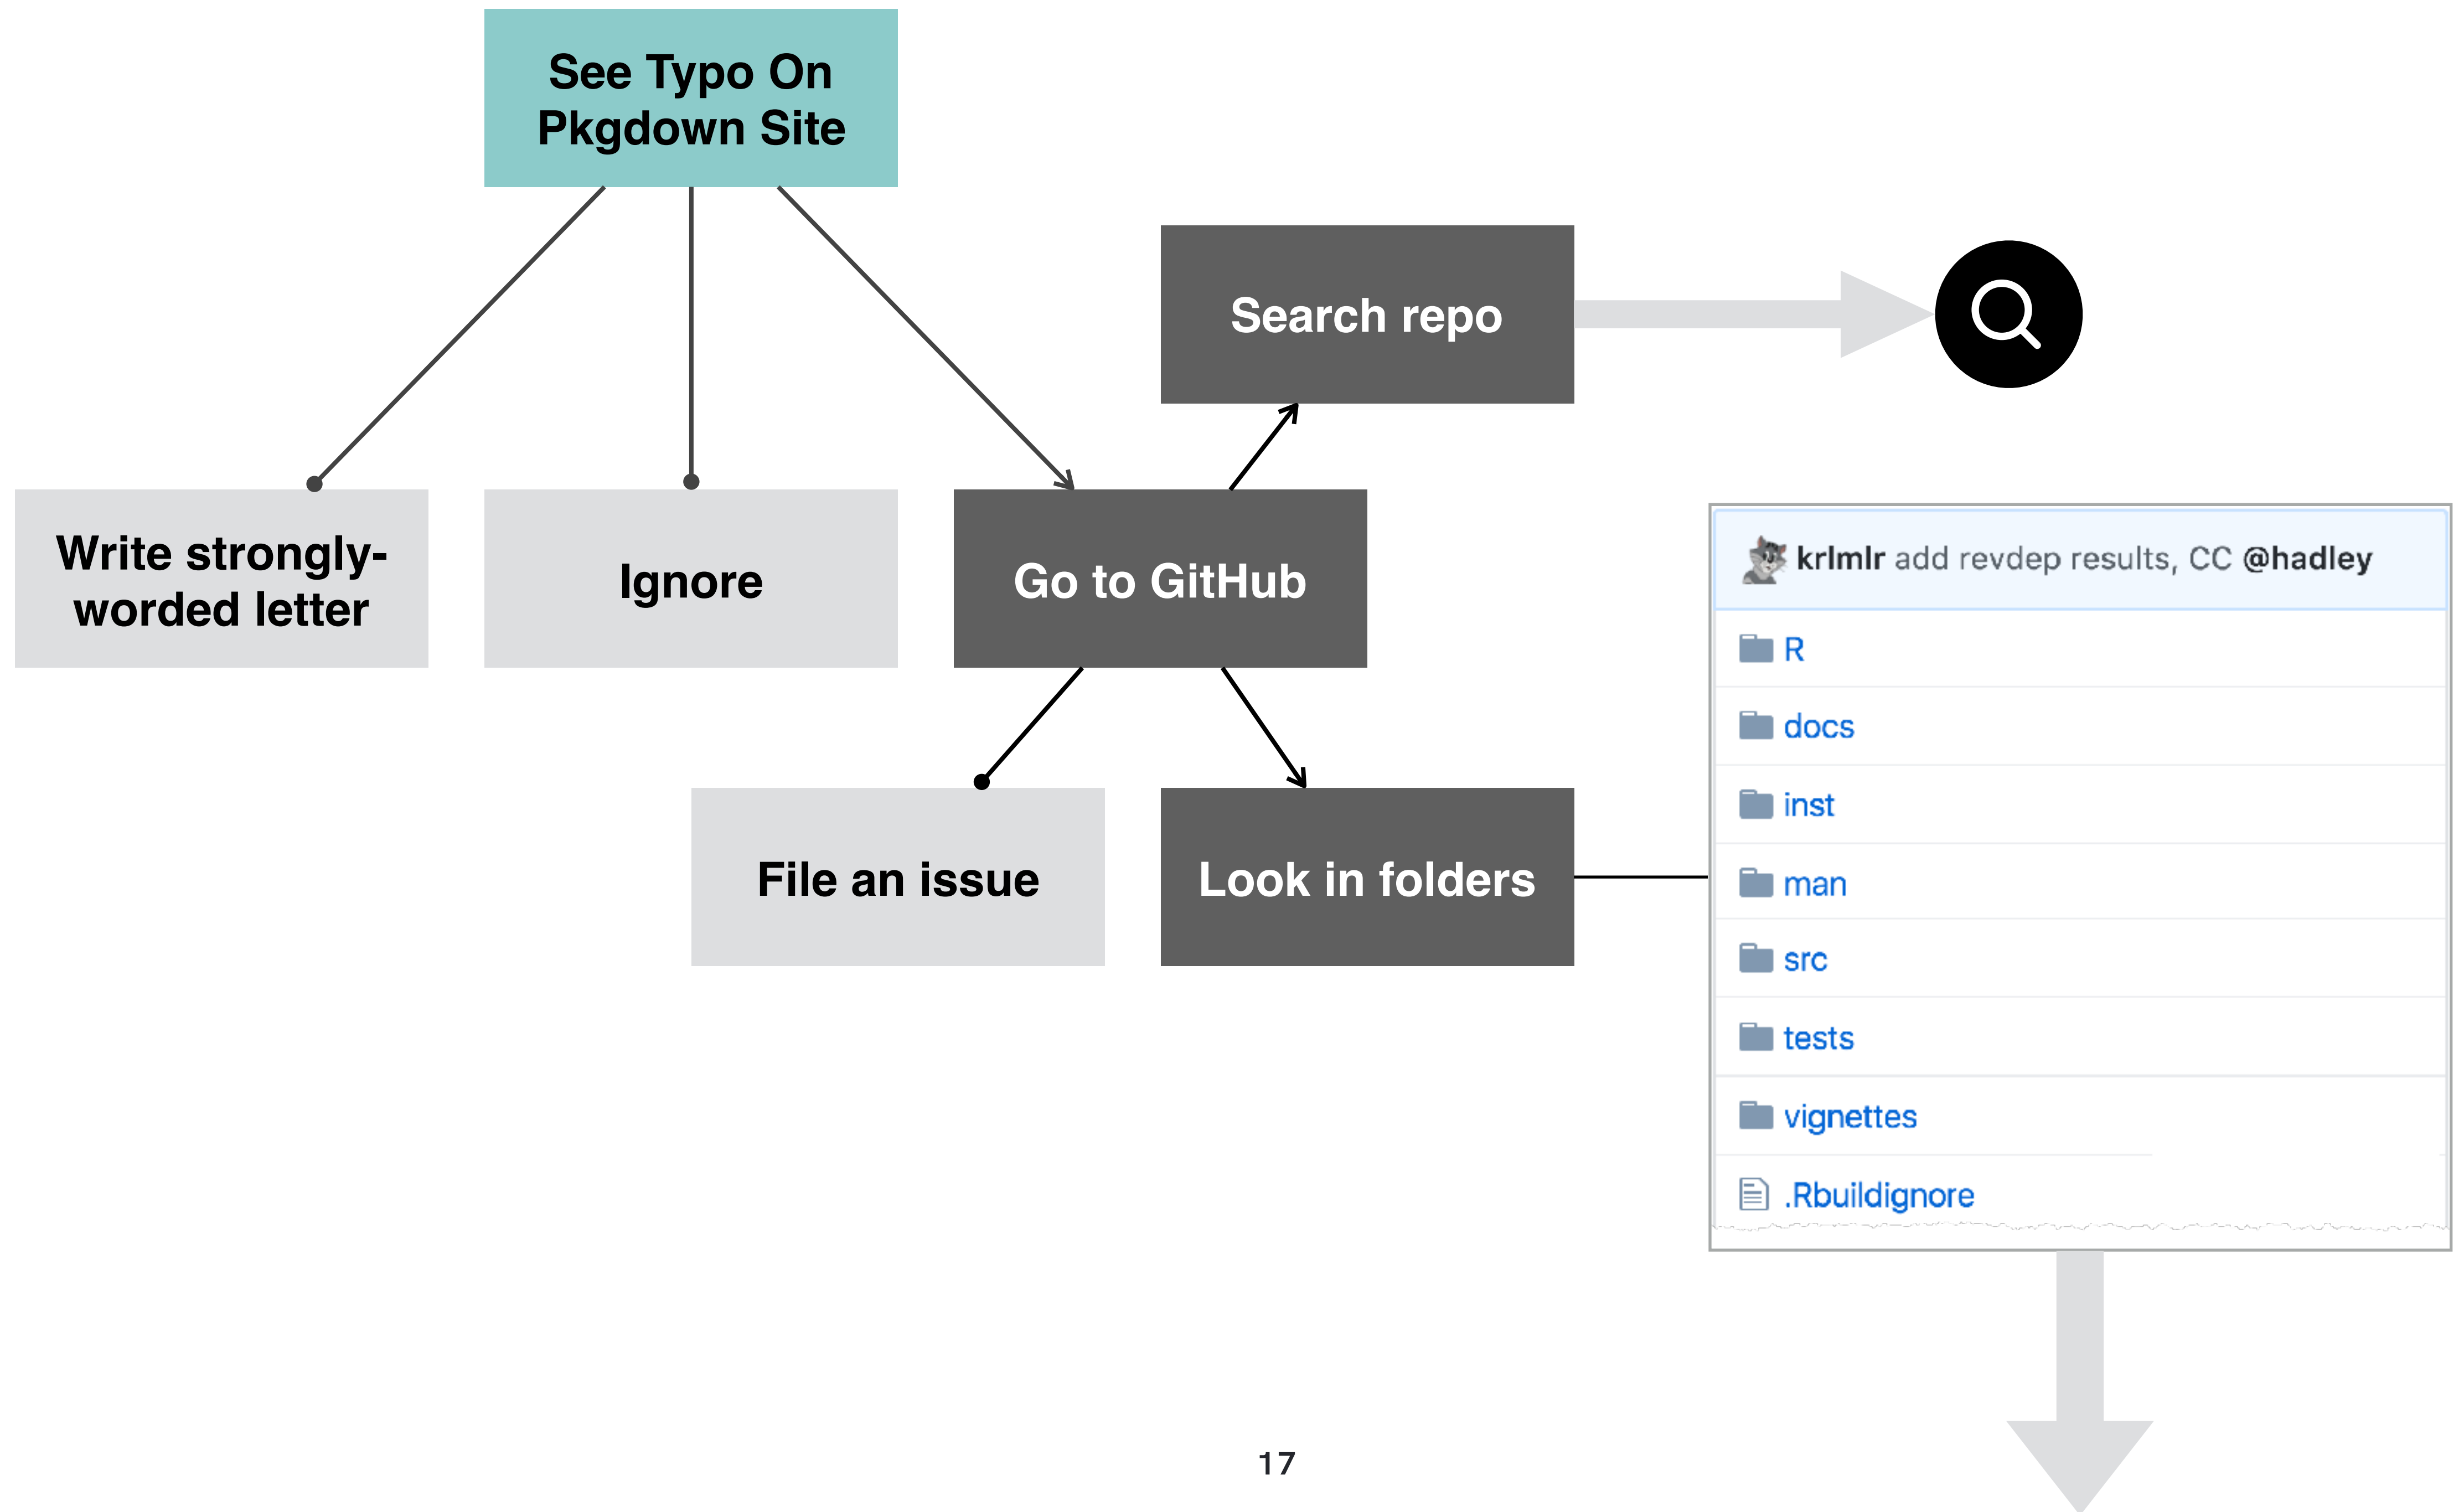 See Typo On
Pkgdown Site
Search repo
Write strongly-
worded letter
Ignore
Go to GitHub
File an issue
Look in folders
krlmlr add revdep results, CC @hadley
R
docs
inst
man
src
tests
vignettes
.Rbuildignore
17